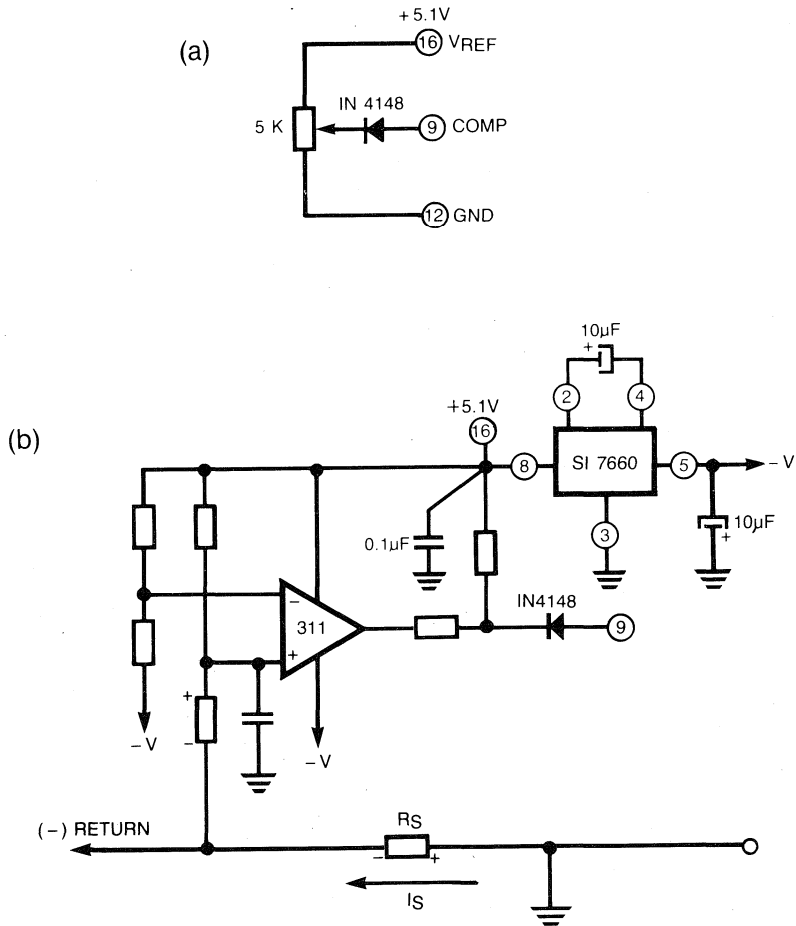 (a)
+5.1V
16 VREF
IN 4148
5 K
9 COMP
12 GND
(b)
10µF
+
2
4
+5.1V
16
8
SI 7660
5
- V
0.1µF
3
10µF
+
-
311
+
IN4148
9
+
-
- V
- V
(-) RETURN
RS
- +
IS